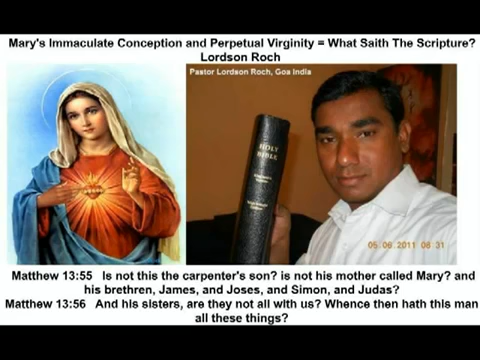 Mary's Immaculate Conception and Perpetual Virginity = What Saith The Scripture?
Lordson Roch
Pastor Lordson Roch, Goa India
HOLY
BIBLE
05.06.2011 08:31
Matthew 13:55 Is not this the carpenter's son? is not his mother called Mary? and
his brethren, James, and Joses, and Simon, and Judas?
Matthew 13:56 And his sisters, are they not all with us? Whence then hath this man
all these things?